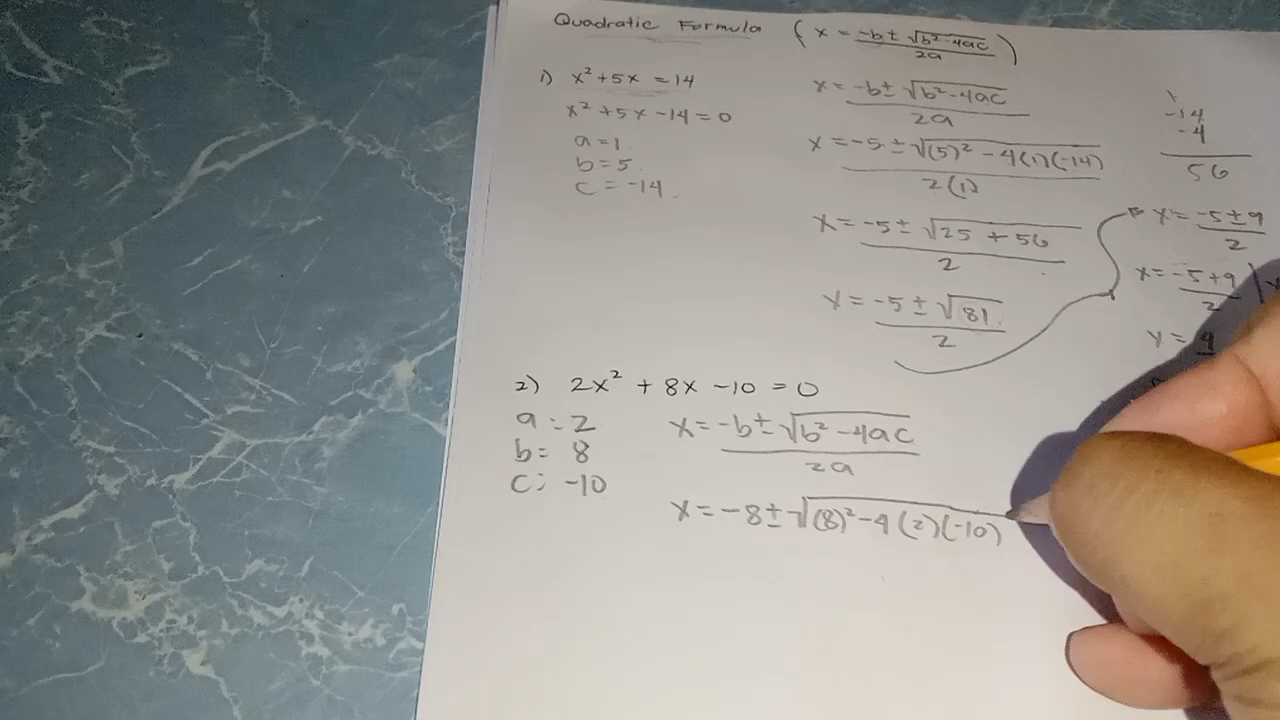 Quadratic Formula (x = -b ± √b² - 4ac / 2a)
1) x² + 5x = 14
x² + 5x - 14 = 0
a = 1
b = 5
c = -14
x = -b ± √b² - 4ac / 2a
x = -5 ± √(5)² - 4(1)(-14) / 2(1)
x = -5 ± √25 + 56 / 2
x = -5 ± √81 / 2
-14
-4
56
x = -5 ± 9 / 2
x = -5 + 9 / 2
2) 2x² + 8x - 10 = 0
a = 2
b = 8
c: -10
x = -b ± √b² - 4ac / 2a
x = -8 ± √(8)² - 4(2)(-10)